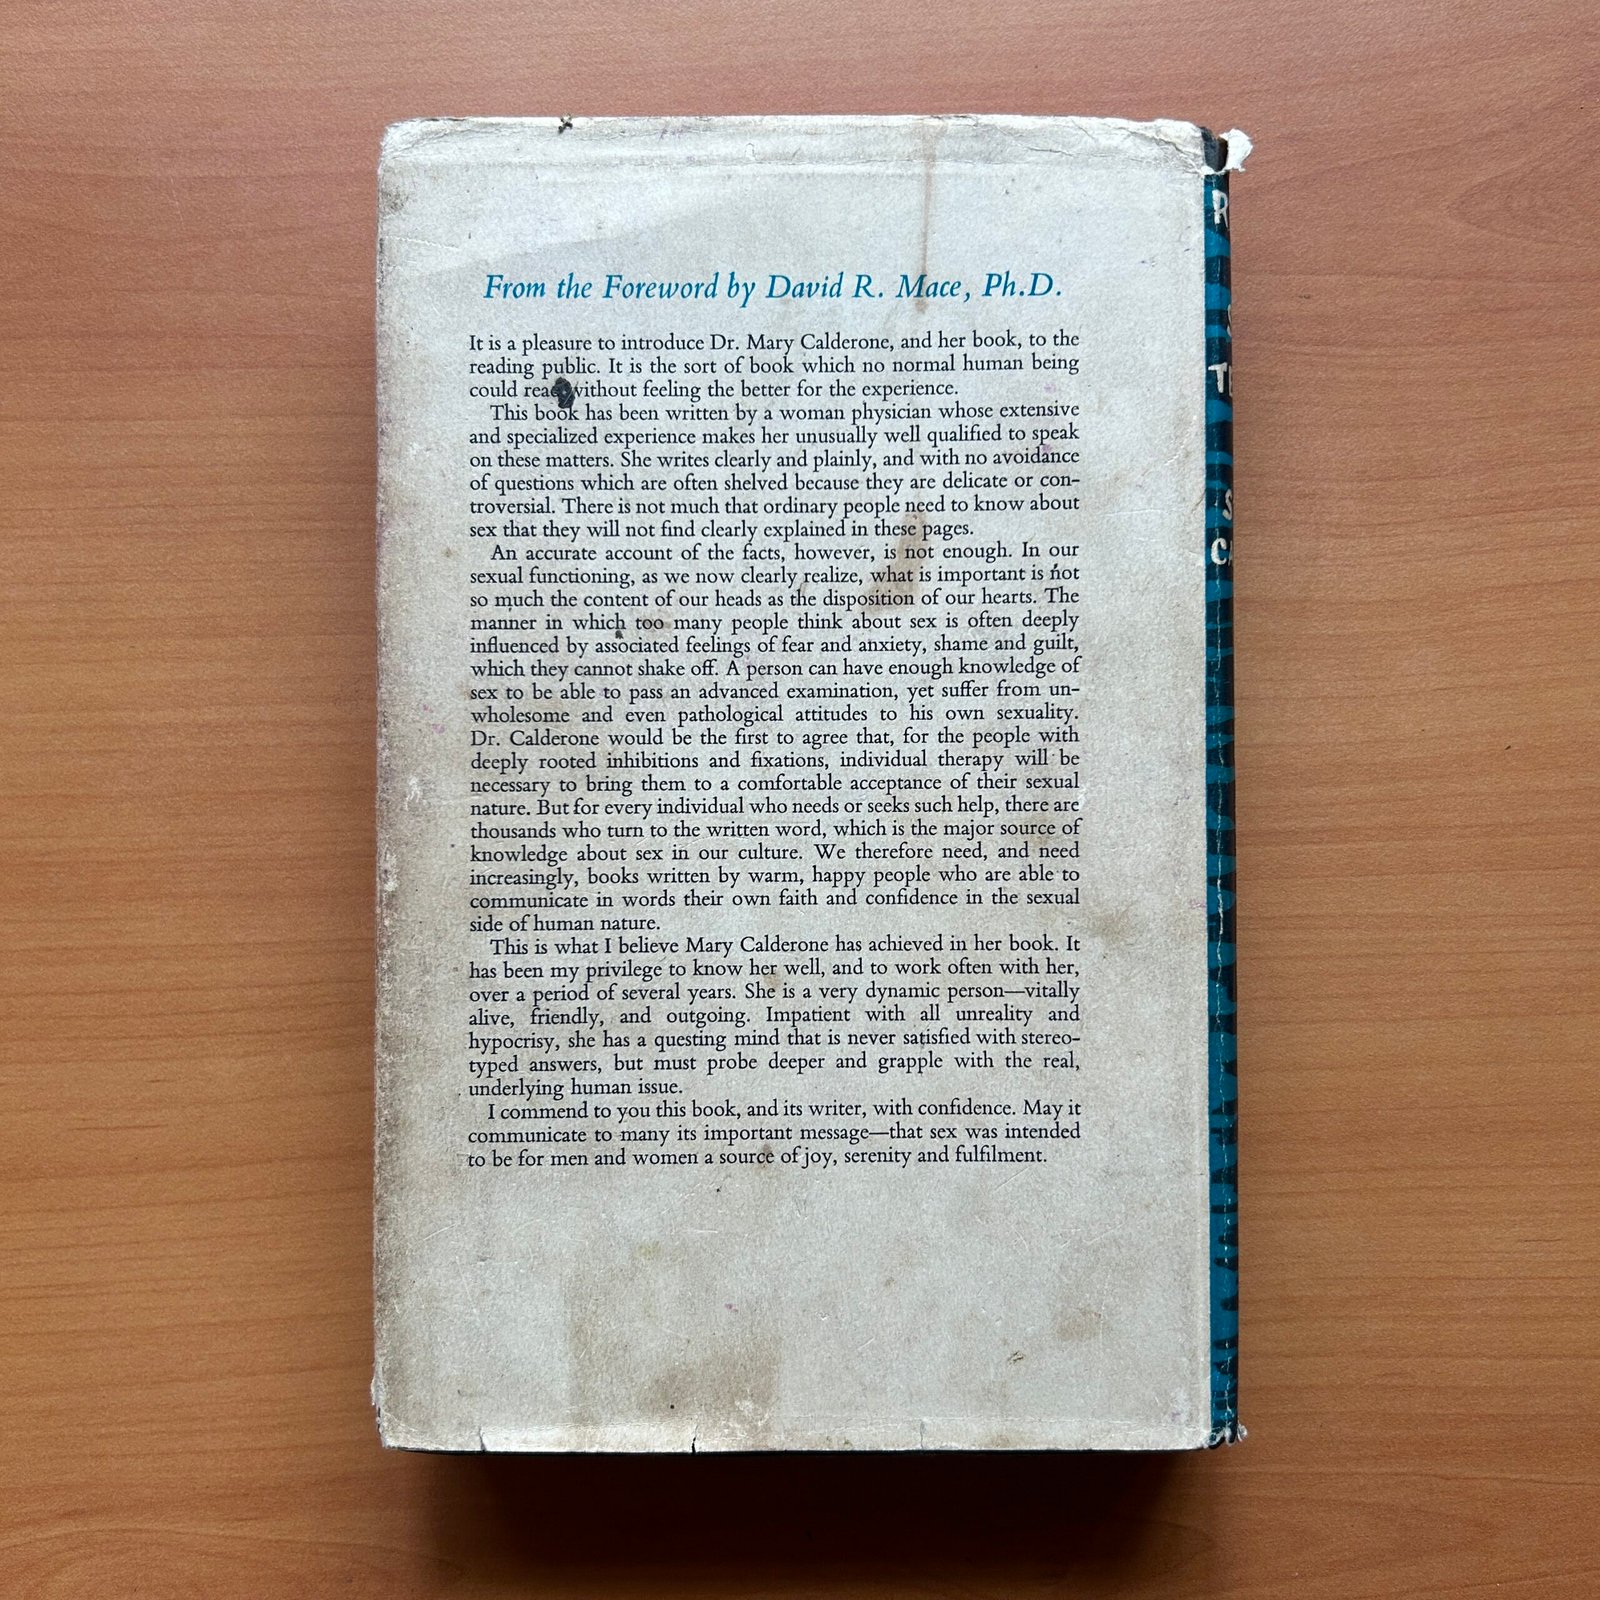 From the Foreword by David R. Mace, Ph.D.
It is a pleasure to introduce Dr. Mary Calderone, and her book, to the
reading public. It is the sort of book which no normal human being
could read without feeling the better for the experience.
This book has been written by a woman physician whose extensive
and specialized experience makes her unusually well qualified to speak
on these matters. She writes clearly and plainly, and with no avoidance
of questions which are often shelved because they are delicate or con-
troversial. There is not much that ordinary people need to know about
sex that they will not find clearly explained in these pages.
An accurate account of the facts, however, is not enough. In our
sexual functioning, as we now clearly realize, what is important is not
so much the content of our heads as the disposition of our hearts. The
manner in which too many people think about sex is often deeply
influenced by associated feelings of fear and anxiety, shame and guilt,
which they cannot shake off. A person can have enough knowledge of
sex to be able to pass an advanced examination, yet suffer from un-
wholesome and even pathological attitudes to his own sexuality.
Dr. Calderone would be the first to agree that, for the people with
deeply rooted inhibitions and fixations, individual therapy will be
necessary to bring them to a comfortable acceptance of their sexual
nature. But for every individual who needs or seeks such help, there are
thousands who turn to the written word, which is the major source of
knowledge about sex in our culture. We therefore need, and need
increasingly, books written by warm, happy people who are able to
communicate in words their own faith and confidence in the sexual
side of human nature.
This is what I believe Mary Calderone has achieved in her book. It
has been my privilege to know her well, and to work often with her,
over a period of several years. She is a very dynamic person—vitally
alive, friendly, and outgoing. Impatient with all unreality and
hypocrisy, she has a questing mind that is never satisfied with stereo-
typed answers, but must probe deeper and grapple with the real,
underlying human issue.
I commend to you this book, and its writer, with confidence. May it
communicate to many its important message—that sex was intended
to be for men and women a source of joy, serenity and fulfilment.